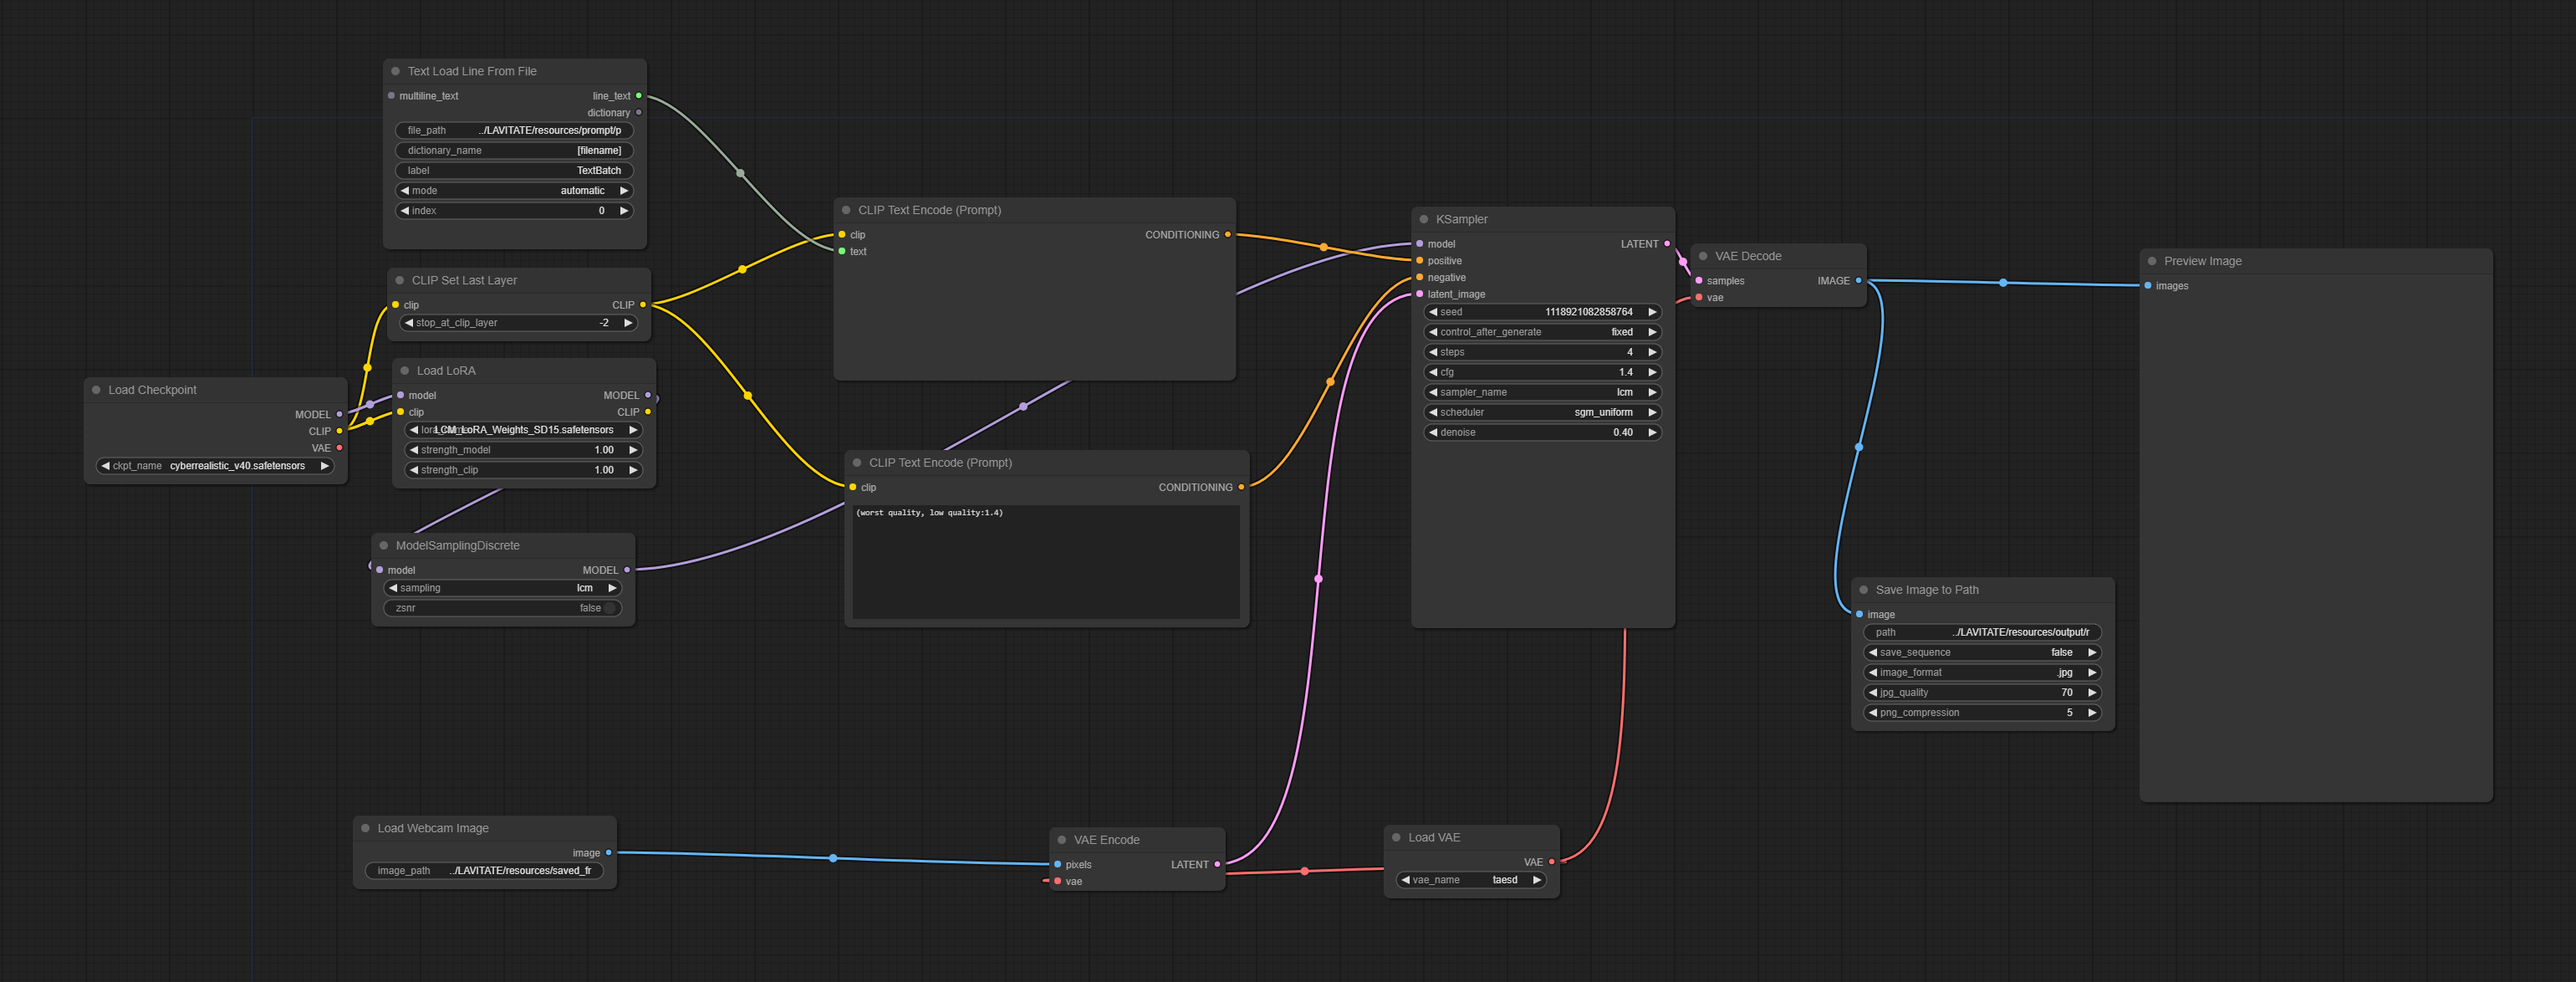 Text Load Line From File
multiline_text
line_text
dictionary
file_path ../LAVITATE/resources/prompt/p
dictionary_name [filename]
label TextBatch
mode automatic
index 0
CLIP Set Last Layer
clip CLIP
stop_at_clip_layer -2
Load Checkpoint
MODEL
CLIP
VAE
ckpt_name cyberrealistic_v40.safetensors
Load LoRA
model MODEL
clip CLIP
LCM_LoRA_Weights_SD15.safetensors
strength_model 1.00
strength_clip 1.00
ModelSamplingDiscrete
model MODEL
sampling lcm
zsnr false
CLIP Text Encode (Prompt)
clip CONDITIONING
text
CLIP Text Encode (Prompt)
clip CONDITIONING
(worst quality, low quality:1.4)
KSampler
model LATENT
positive
negative
latent_image
seed 1118921082858764
control_after_generate fixed
steps 4
cfg 1.4
sampler_name lcm
scheduler sgm_uniform
denoise 0.40
VAE Decode
samples IMAGE
vae
Preview Image
images
Save Image to Path
image
path ../LAVITATE/resources/output/r
save_sequence false
image_format .jpg
jpg_quality 70
png_compression 5
Load Webcam Image
image
image_path ../LAVITATE/resources/saved_fr
VAE Encode
pixels LATENT
vae
Load VAE
VAE
vae_name taesd